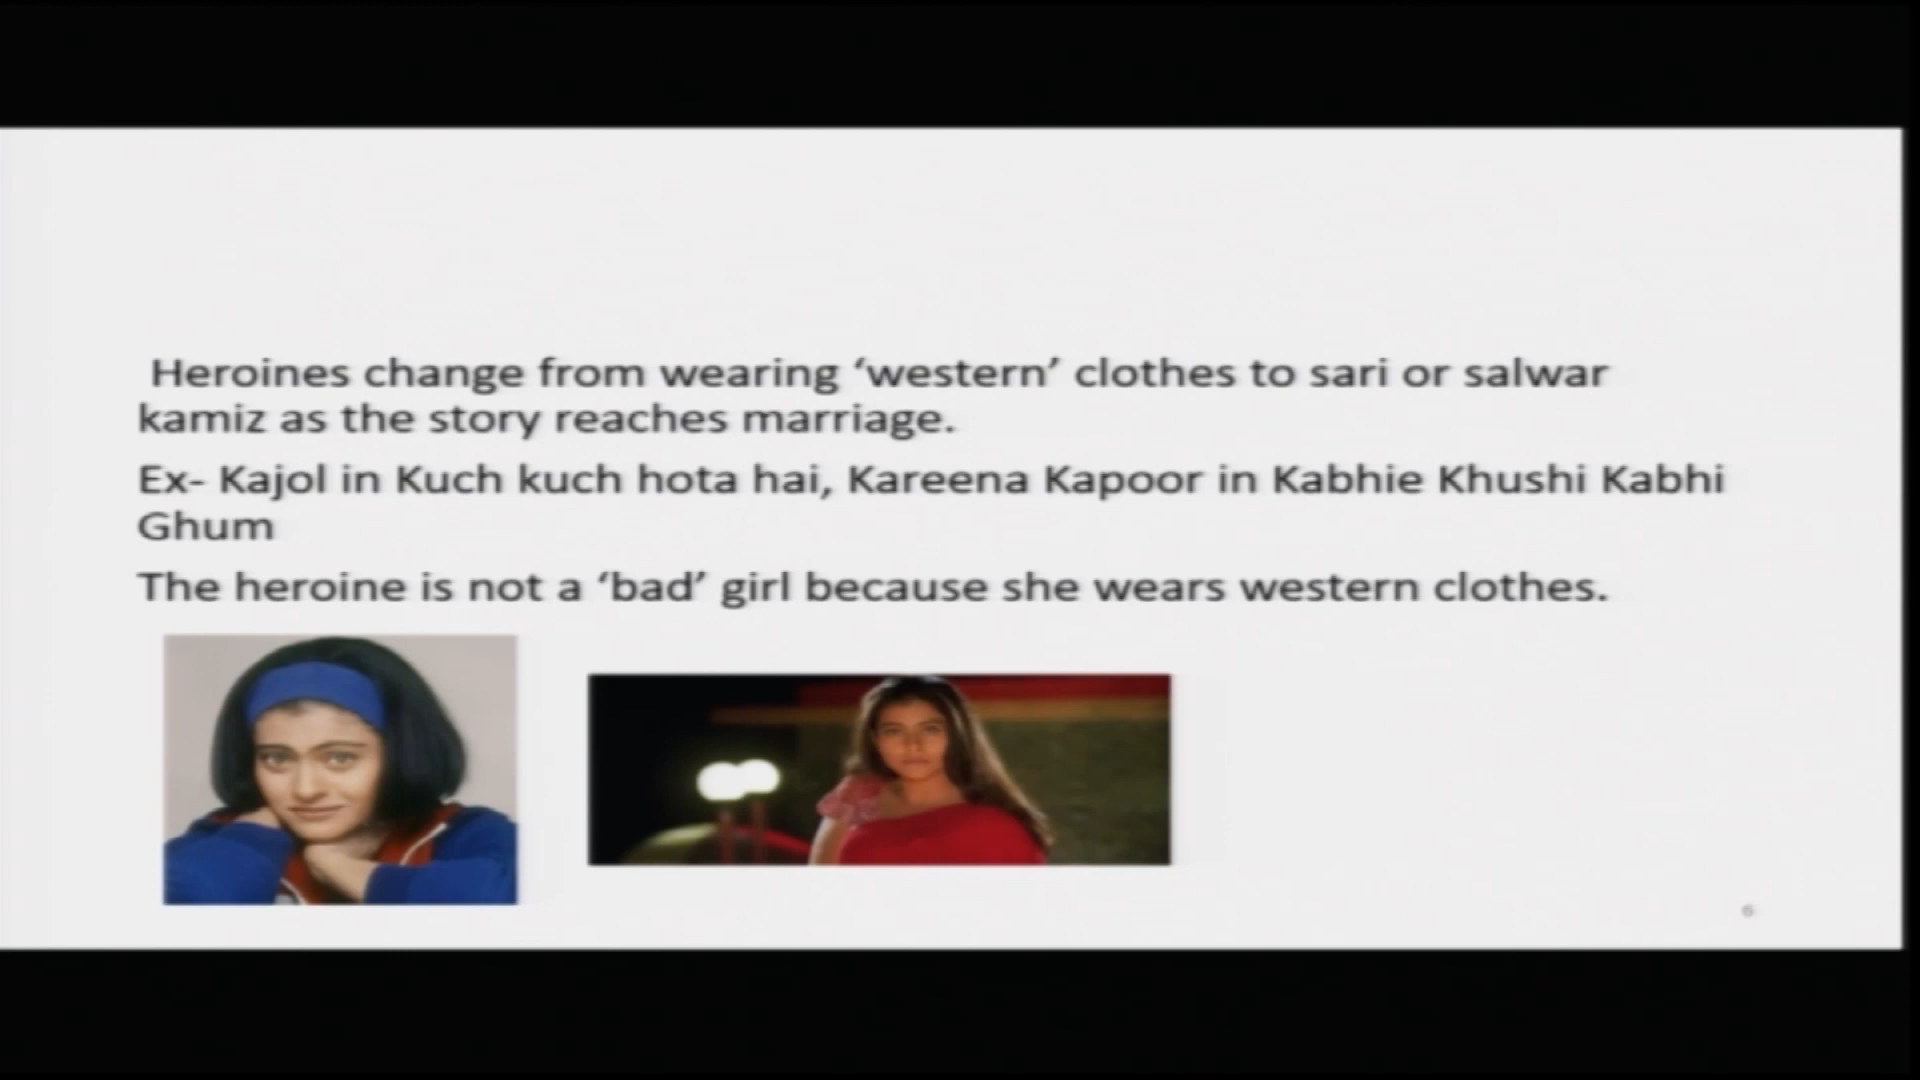 Heroines change from wearing ‘western’ clothes to sari or salwar
kamiz as the story reaches marriage.
Ex- Kajol in Kuch kuch hota hai, Kareena Kapoor in Kabhie Khushi Kabhi
Ghum
The heroine is not a ‘bad’ girl because she wears western clothes.